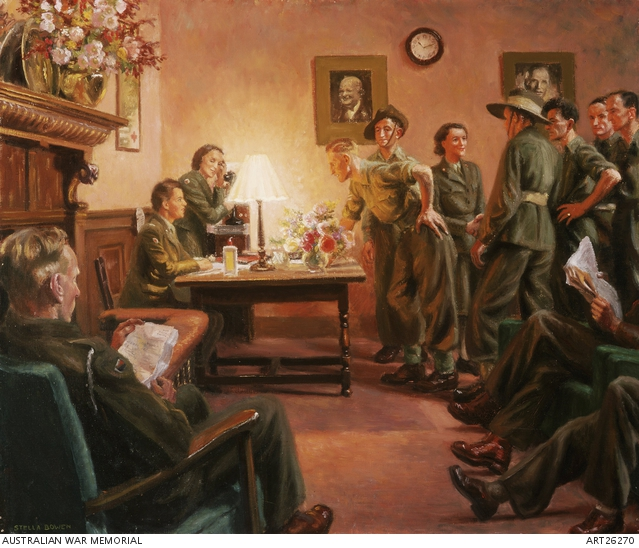 STELLA BOWEN
AUSTRALIAN WAR MEMORIAL
ART26270